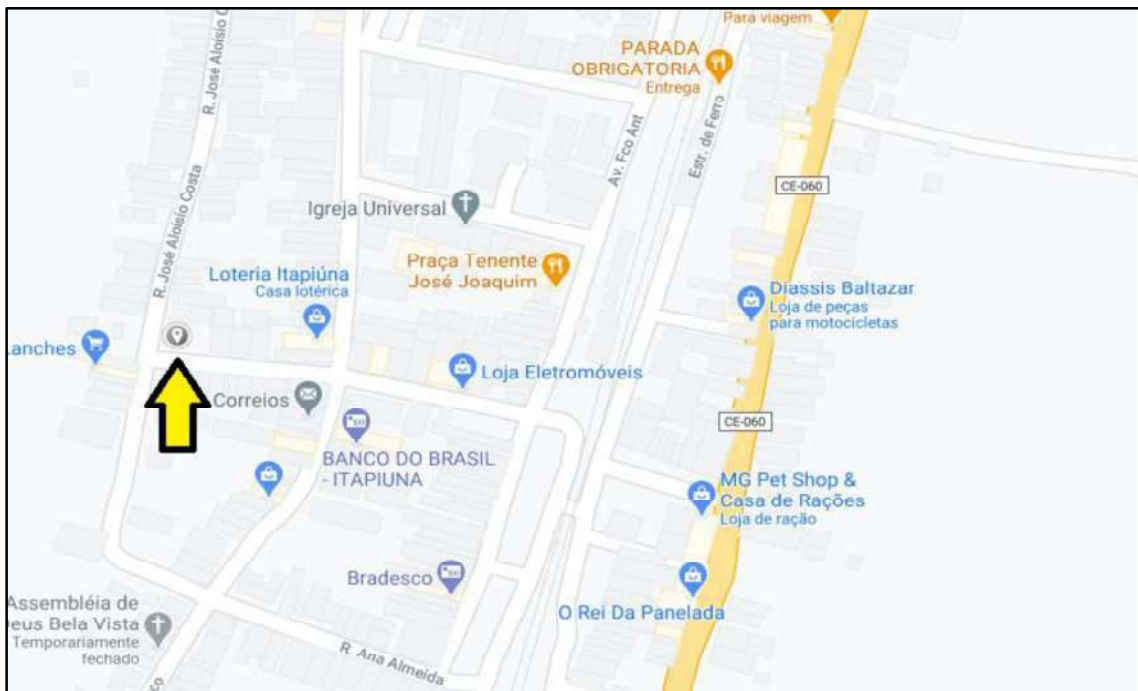 Para viagem
PARADA
OBRIGATORIA
Entrega
R. José Aloisio C
Av. Fco Ant
Estr. de Ferro
CE-060
Igreja Universal
R. José Aloisio Costa
Praça Tenente
José Joaquim
Loteria Itapiúna
Casa lotérica
Diassis Baltazar
Loja de peças
para motocicletas
Lanches
Loja Eletromóveis
Correios
CE-060
BANCO DO BRASIL
- ITAPIUNA
MG Pet Shop &
Casa de Rações
Loja de ração
Bradesco
O Rei Da Panelada
Assembléia de
eus Bela Vista
Temporariamente
fechado
R. Ana Almeida